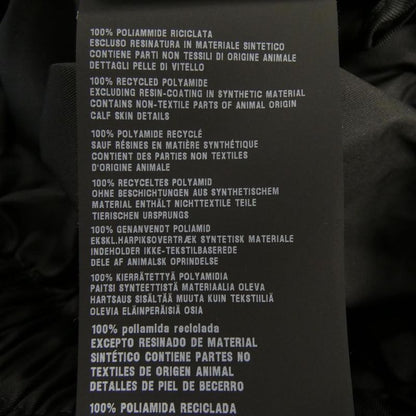 100% POLIAMMIDE RICICLATA
ESCLUSO RESINATURA IN MATERIALE SINTETICO
CONTIENE PARTI NON TESSILI DI ORIGINE ANIMALE
DETTAGLI PELLE DI VITELLO
100% RECYCLED POLYAMIDE
EXCLUDING RESIN-COATING IN SYNTHETIC MATERIAL
CONTAINS NON-TEXTILE PARTS OF ANIMAL ORIGIN
CALF SKIN DETAILS
100% POLYAMIDE RECYCLÉ
SAUF RÉSINES EN MATIÈRE SYNTHÉTIQUE
CONTIENT DES PARTIES NON TEXTILES
D'ORIGINE ANIMALE
100% RECYCELTES POLYAMID
OHNE BESCHICHTUNGEN AUS SYNTHETISCHEM
MATERIAL ENTHÄLT NICHTTEXTILE TEILE
TIERISCHEN URSPRUNGS
100% GENANVENDT POLIAMID
EKSKL.HARPIKSOVERTRÆK SYNTETISK MATERIALE
INDEHOLDER IKKE-TEKSTILBASEREDE
DELE AF ANIMALSK OPRINDELSE
100% KIERRÄTETTYÄ POLYAMIDIA
PAITSI SYNTEETTISTÄ MATERIAALIA OLEVA
HARTSAUS SISÄLTÄÄ MUUTA KUIN TEKSTIILIÄ
OLEVIA ELÄINPERÄISIÄ OSIA
100% poliamida reciclada
EXCEPTO RESINADO DE MATERIAL
SINTÉTICO CONTIENE PARTES NO
TEXTILES DE ORIGEN ANIMAL
DETALLES DE PIEL DE BECERRO
100% POLIAMIDA RECICLADA